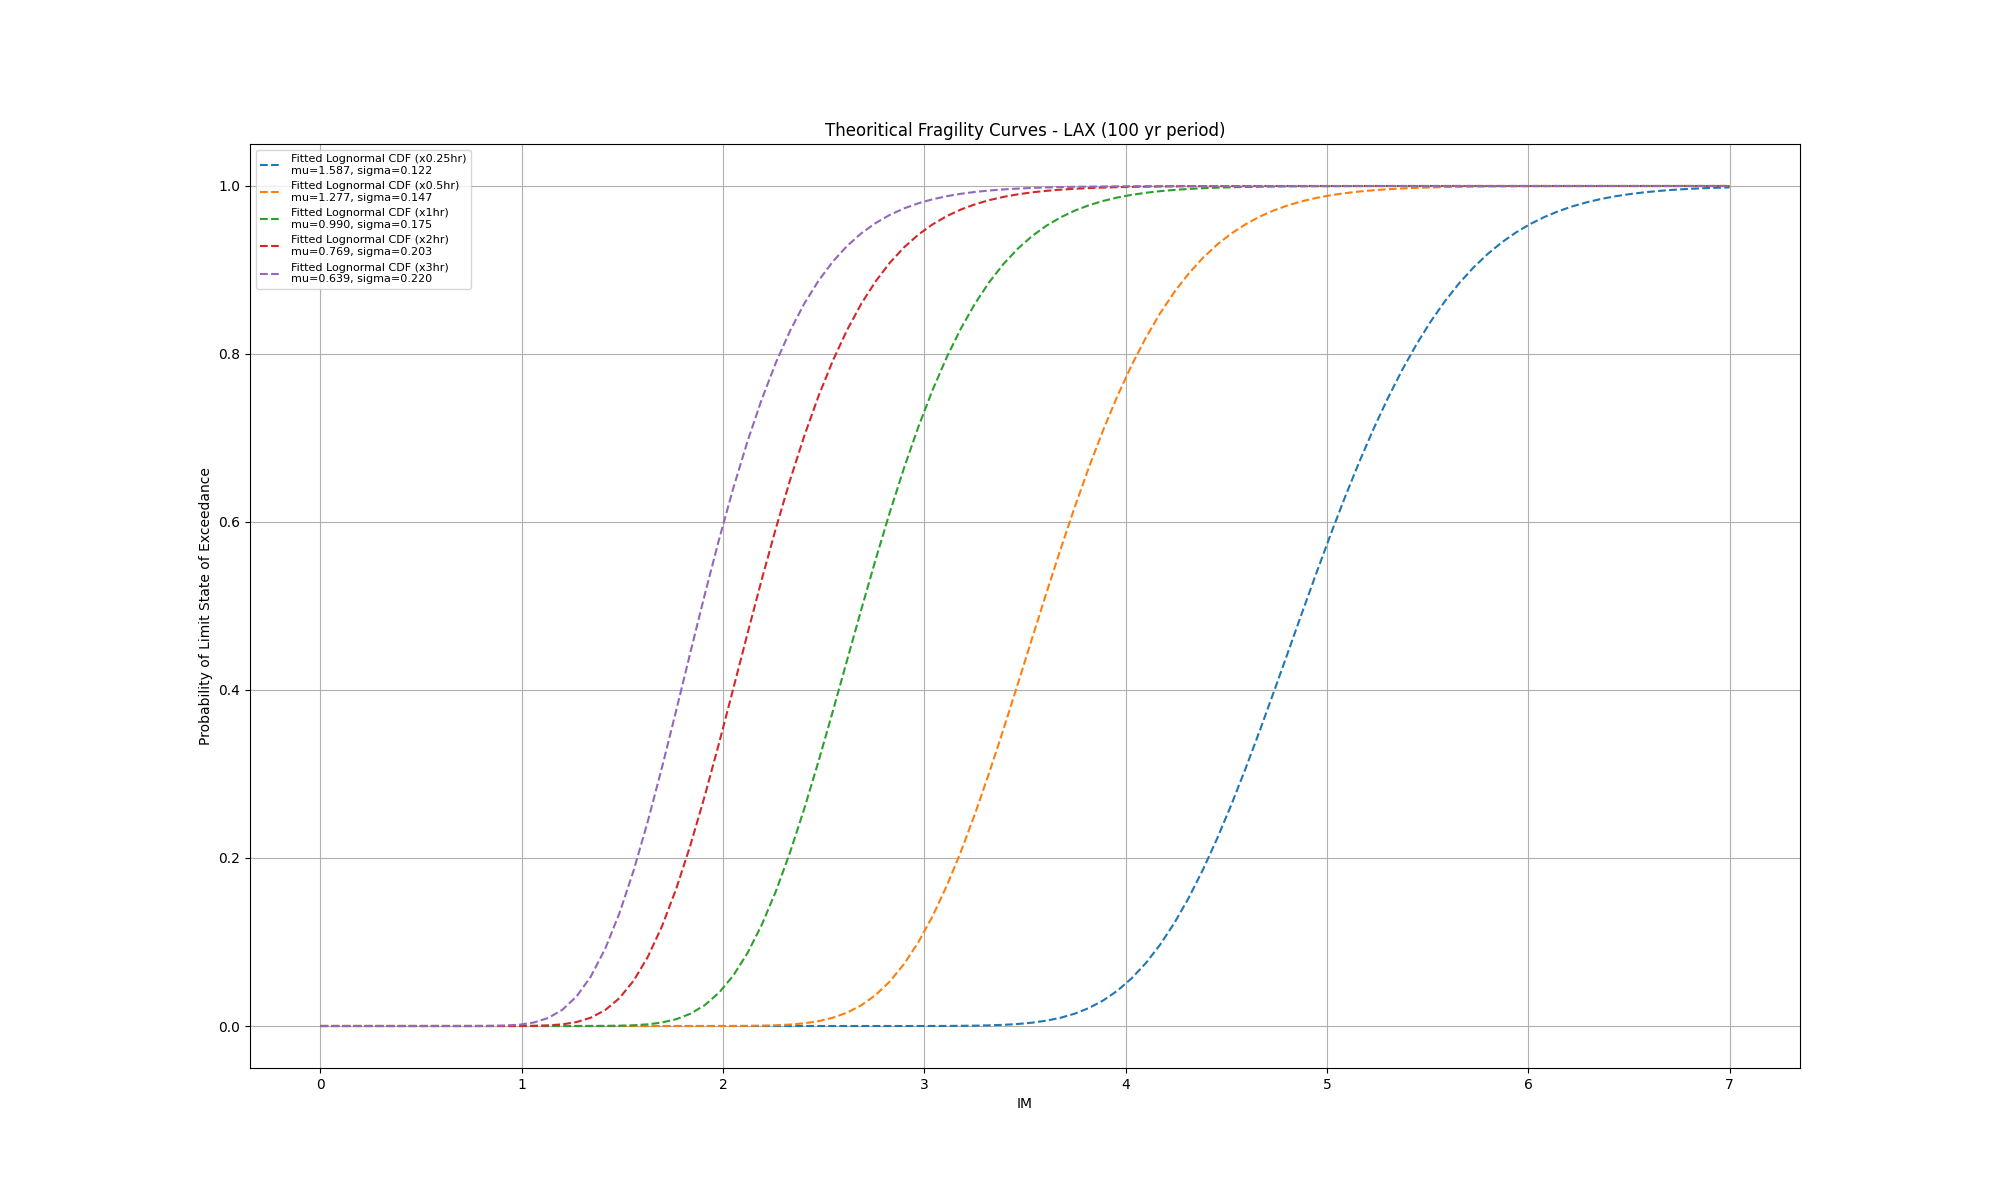 Theoritical Fragility Curves - LAX (100 yr period)
Fitted Lognormal CDF (x0.25hr)
mu=1.587, sigma=0.122
Fitted Lognormal CDF (x0.5hr)
mu=1.277, sigma=0.147
Fitted Lognormal CDF (x1hr)
mu=0.990, sigma=0.175
Fitted Lognormal CDF (x2hr)
mu=0.769, sigma=0.203
Fitted Lognormal CDF (x3hr)
mu=0.639, sigma=0.220
Probability of Limit State of Exceedance
1.0
0.8
0.6
0.4
0.2
0.0
0 1 2 3 4 5 6 7
IM